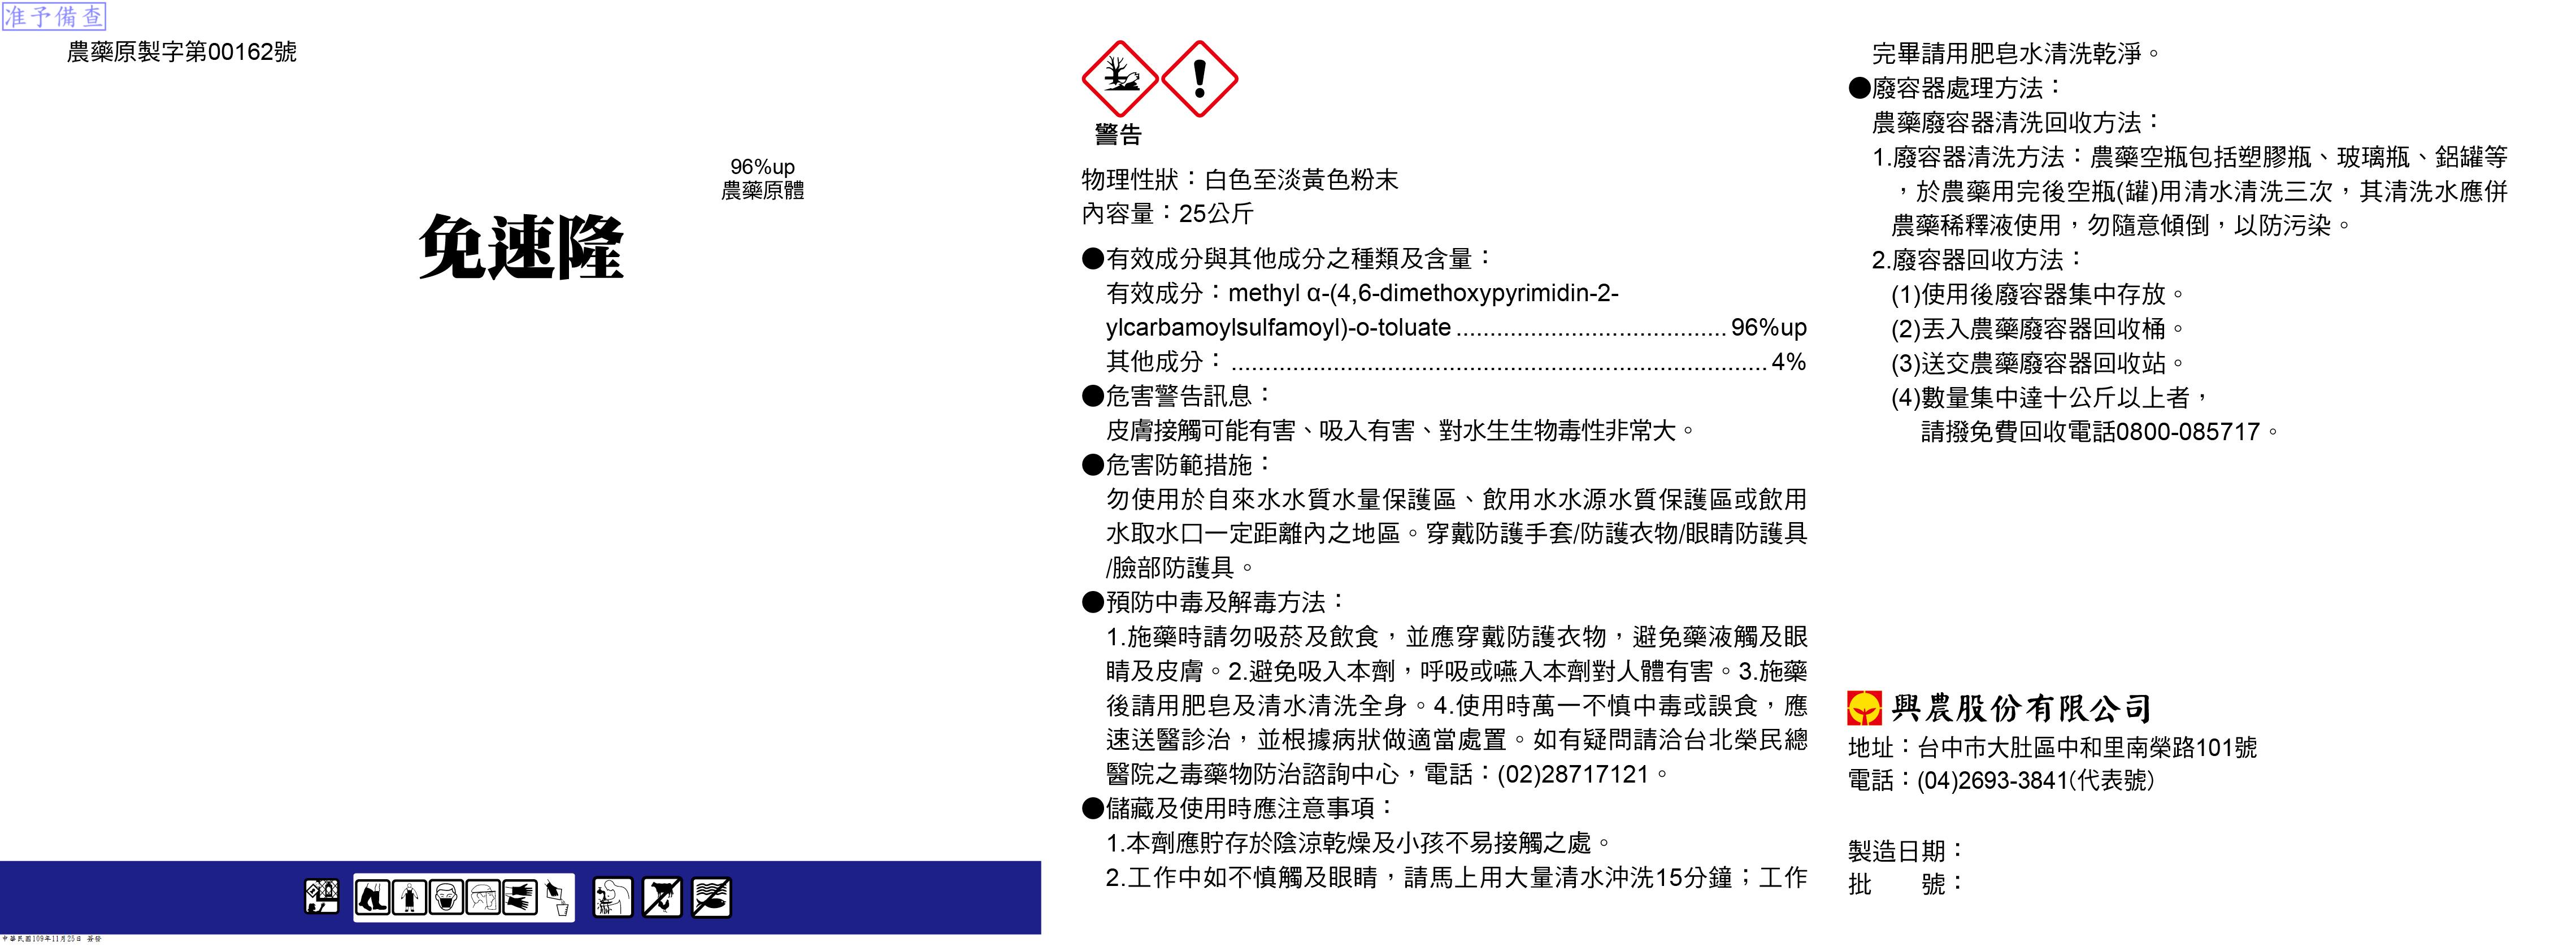 准予備查
農藥原製字第00162號
96%up
農藥原體
免速隆
中華民國109年11月25日 簽發
警告
物理性狀：白色至淡黃色粉末
內容量：25公斤
●有效成分與其他成分之種類及含量：
有效成分：methyl α-(4,6-dimethoxypyrimidin-2-
ylcarbamoylsulfamoyl)-o-toluate ........................................ 96%up
其他成分： ............................................................................... 4%
●危害警告訊息：
皮膚接觸可能有害、吸入有害、對水生生物毒性非常大。
●危害防範措施：
勿使用於自來水水質水量保護區、飲用水水源水質保護區或飲用
水取水口一定距離內之地區。穿戴防護手套/防護衣物/眼睛防護具
/臉部防護具。
●預防中毒及解毒方法：
1.施藥時請勿吸菸及飲食，並應穿戴防護衣物，避免藥液觸及眼
睛及皮膚。2.避免吸入本劑，呼吸或嚥入本劑對人體有害。3.施藥
後請用肥皂及清水清洗全身。4.使用時萬一不慎中毒或誤食，應
速送醫診治，並根據病狀做適當處置。如有疑問請洽台北榮民總
醫院之毒藥物防治諮詢中心，電話：(02)28717121。
●儲藏及使用時應注意事項：
1.本劑應貯存於陰涼乾燥及小孩不易接觸之處。
2.工作中如不慎觸及眼睛，請馬上用大量清水沖洗15分鐘；工作
完畢請用肥皂水清洗乾淨。
●廢容器處理方法：
農藥廢容器清洗回收方法：
1.廢容器清洗方法：農藥空瓶包括塑膠瓶、玻璃瓶、鋁罐等
，於農藥用完後空瓶(罐)用清水清洗三次，其清洗水應併
農藥稀釋液使用，勿隨意傾倒，以防污染。
2.廢容器回收方法：
(1)使用後廢容器集中存放。
(2)丟入農藥廢容器回收桶。
(3)送交農藥廢容器回收站。
(4)數量集中達十公斤以上者，
請撥免費回收電話0800-085717。
興農股份有限公司
地址：台中市大肚區中和里南榮路101號
電話：(04)2693-3841(代表號)
製造日期：
批　　號：